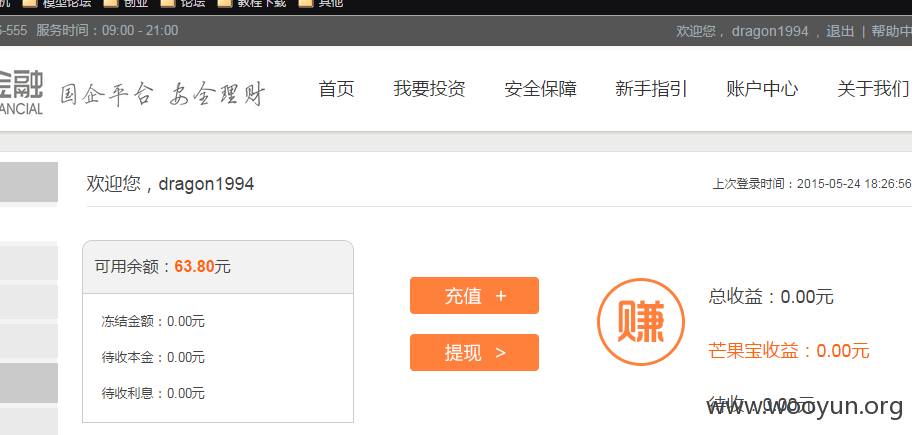 机 模型论坛 创业 论坛 教程下载 其他
5-555 服务时间：09:00 - 21:00 欢迎您， dragon1994 ，退出 | 帮助中
金融
NANCIAL
国企平台 安全理财 首页 我要投资 安全保障 新手指引 账户中心 关于我们
欢迎您，dragon1994 上次登录时间：2015-05-24 18:26:56
可用余额：63.80元
冻结金额：0.00元
待收本金：0.00元
待收利息：0.00元
充值 +
提现 >
赚
总收益：0.00元
芒果宝收益：0.00元
待收：0.00元
www.wooyun.org